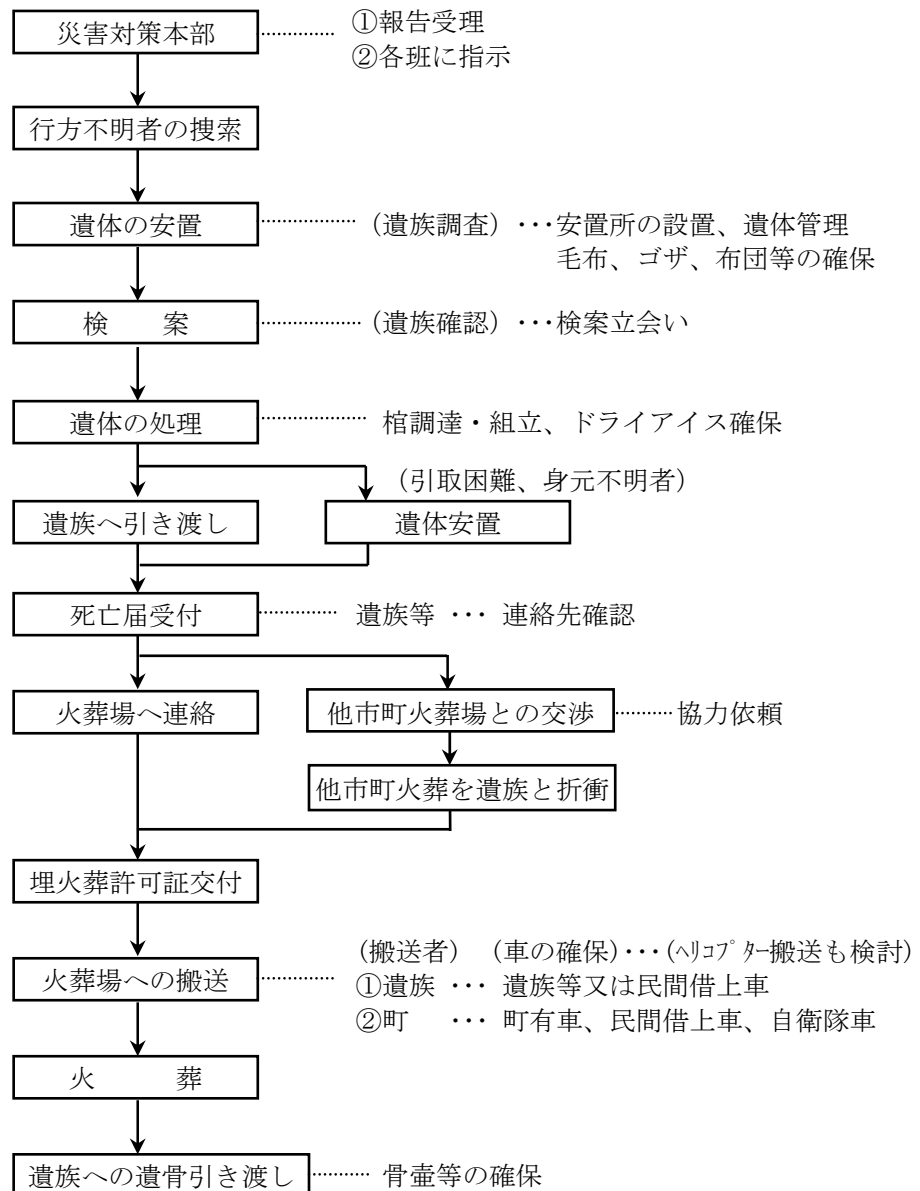 災害対策本部 ………… ①報告受理
②各班に指示
行方不明者の捜索
遺体の安置 ………… (遺族調査) ･･･安置所の設置、遺体管理
毛布、ゴザ、布団等の確保
検　　案 ………… (遺族確認) ･･･検案立会い
遺体の処理 ………… 棺調達・組立、ドライアイス確保
(引取困難、身元不明者)
遺族へ引き渡し　遺体安置
死亡届受付 ………… 遺族等 ･･･ 連絡先確認
火葬場へ連絡　他市町火葬場との交渉 ………協力依頼
他市町火葬を遺族と折衝
埋火葬許可証交付
(搬送者) (車の確保)･･･(ﾍﾘｺﾌﾟﾀｰ搬送も検討)
火葬場への搬送 ………… ①遺族 ･･･ 遺族等又は民間借上車
②町 ･･･ 町有車、民間借上車、自衛隊車
火　　葬
遺族への遺骨引き渡し ……… 骨壷等の確保